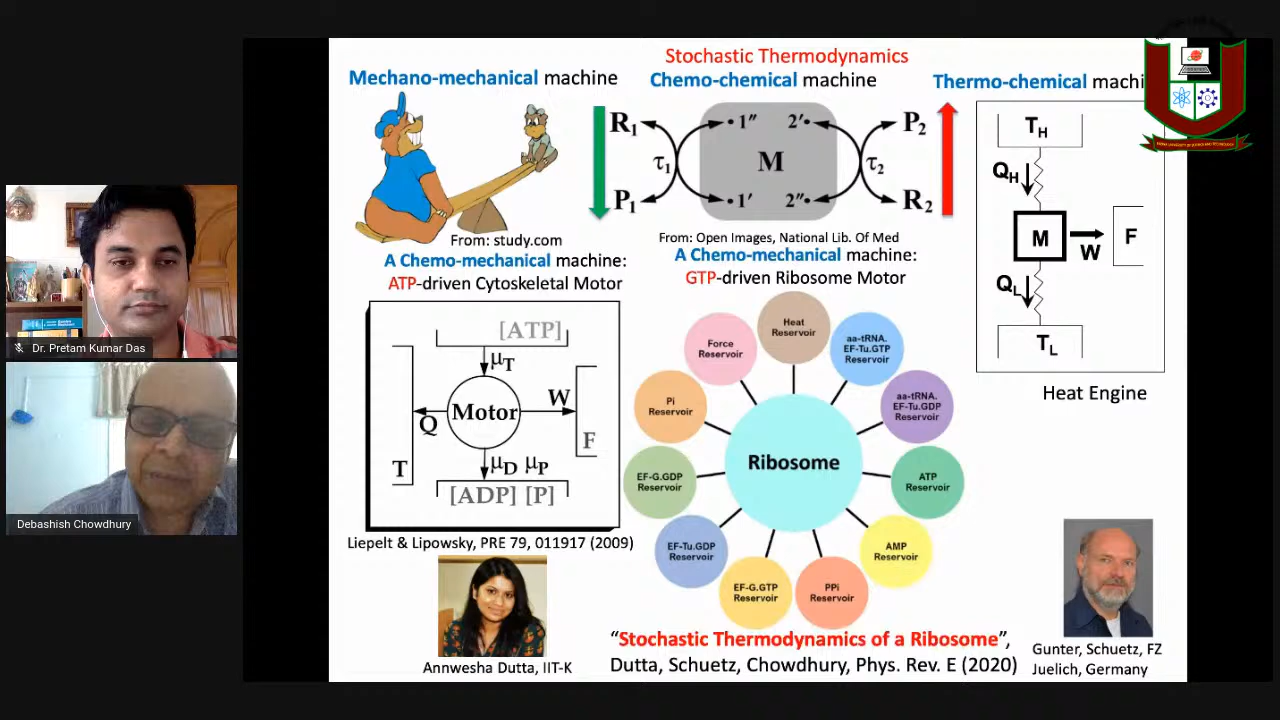 Stochastic Thermodynamics
Mechano-mechanical machine
Chemo-chemical machine
Thermo-chemical
R₁
P₁
τ₁
• 1″
2′ •
M
• 1′
2″ •
τ₂
P₂
R₂
T_H
Q_H
M
W
F
Q_L
T_L
Heat Engine
From: study.com
From: Open Images, National Lib. Of Med
A Chemo-mechanical machine:
ATP-driven Cytoskeletal Motor
A Chemo-mechanical machine:
GTP-driven Ribosome Motor
[ATP]
μ_T
Motor
W
Q
F
T
μ_D μ_P
[ADP] [P]
Liepelt & Lipowsky, PRE 79, 011917 (2009)
Annwesha Dutta, IIT-K
Ribosome
Heat
Reservoir
aa-tRNA.
EF-Tu.GTP
Reservoir
aa-tRNA.
EF-Tu.GDP
Reservoir
ATP
Reservoir
AMP
Reservoir
PPi
Reservoir
EF-G.GTP
Reservoir
EF-Tu.GDP
Reservoir
EF-G.GDP
Reservoir
Pi
Reservoir
Force
Reservoir
“Stochastic Thermodynamics of a Ribosome”,
Dutta, Schuetz, Chowdhury, Phys. Rev. E (2020)
Gunter, Schuetz, FZ
Juelich, Germany
Dr. Pretam Kumar Das
Debashish Chowdhury